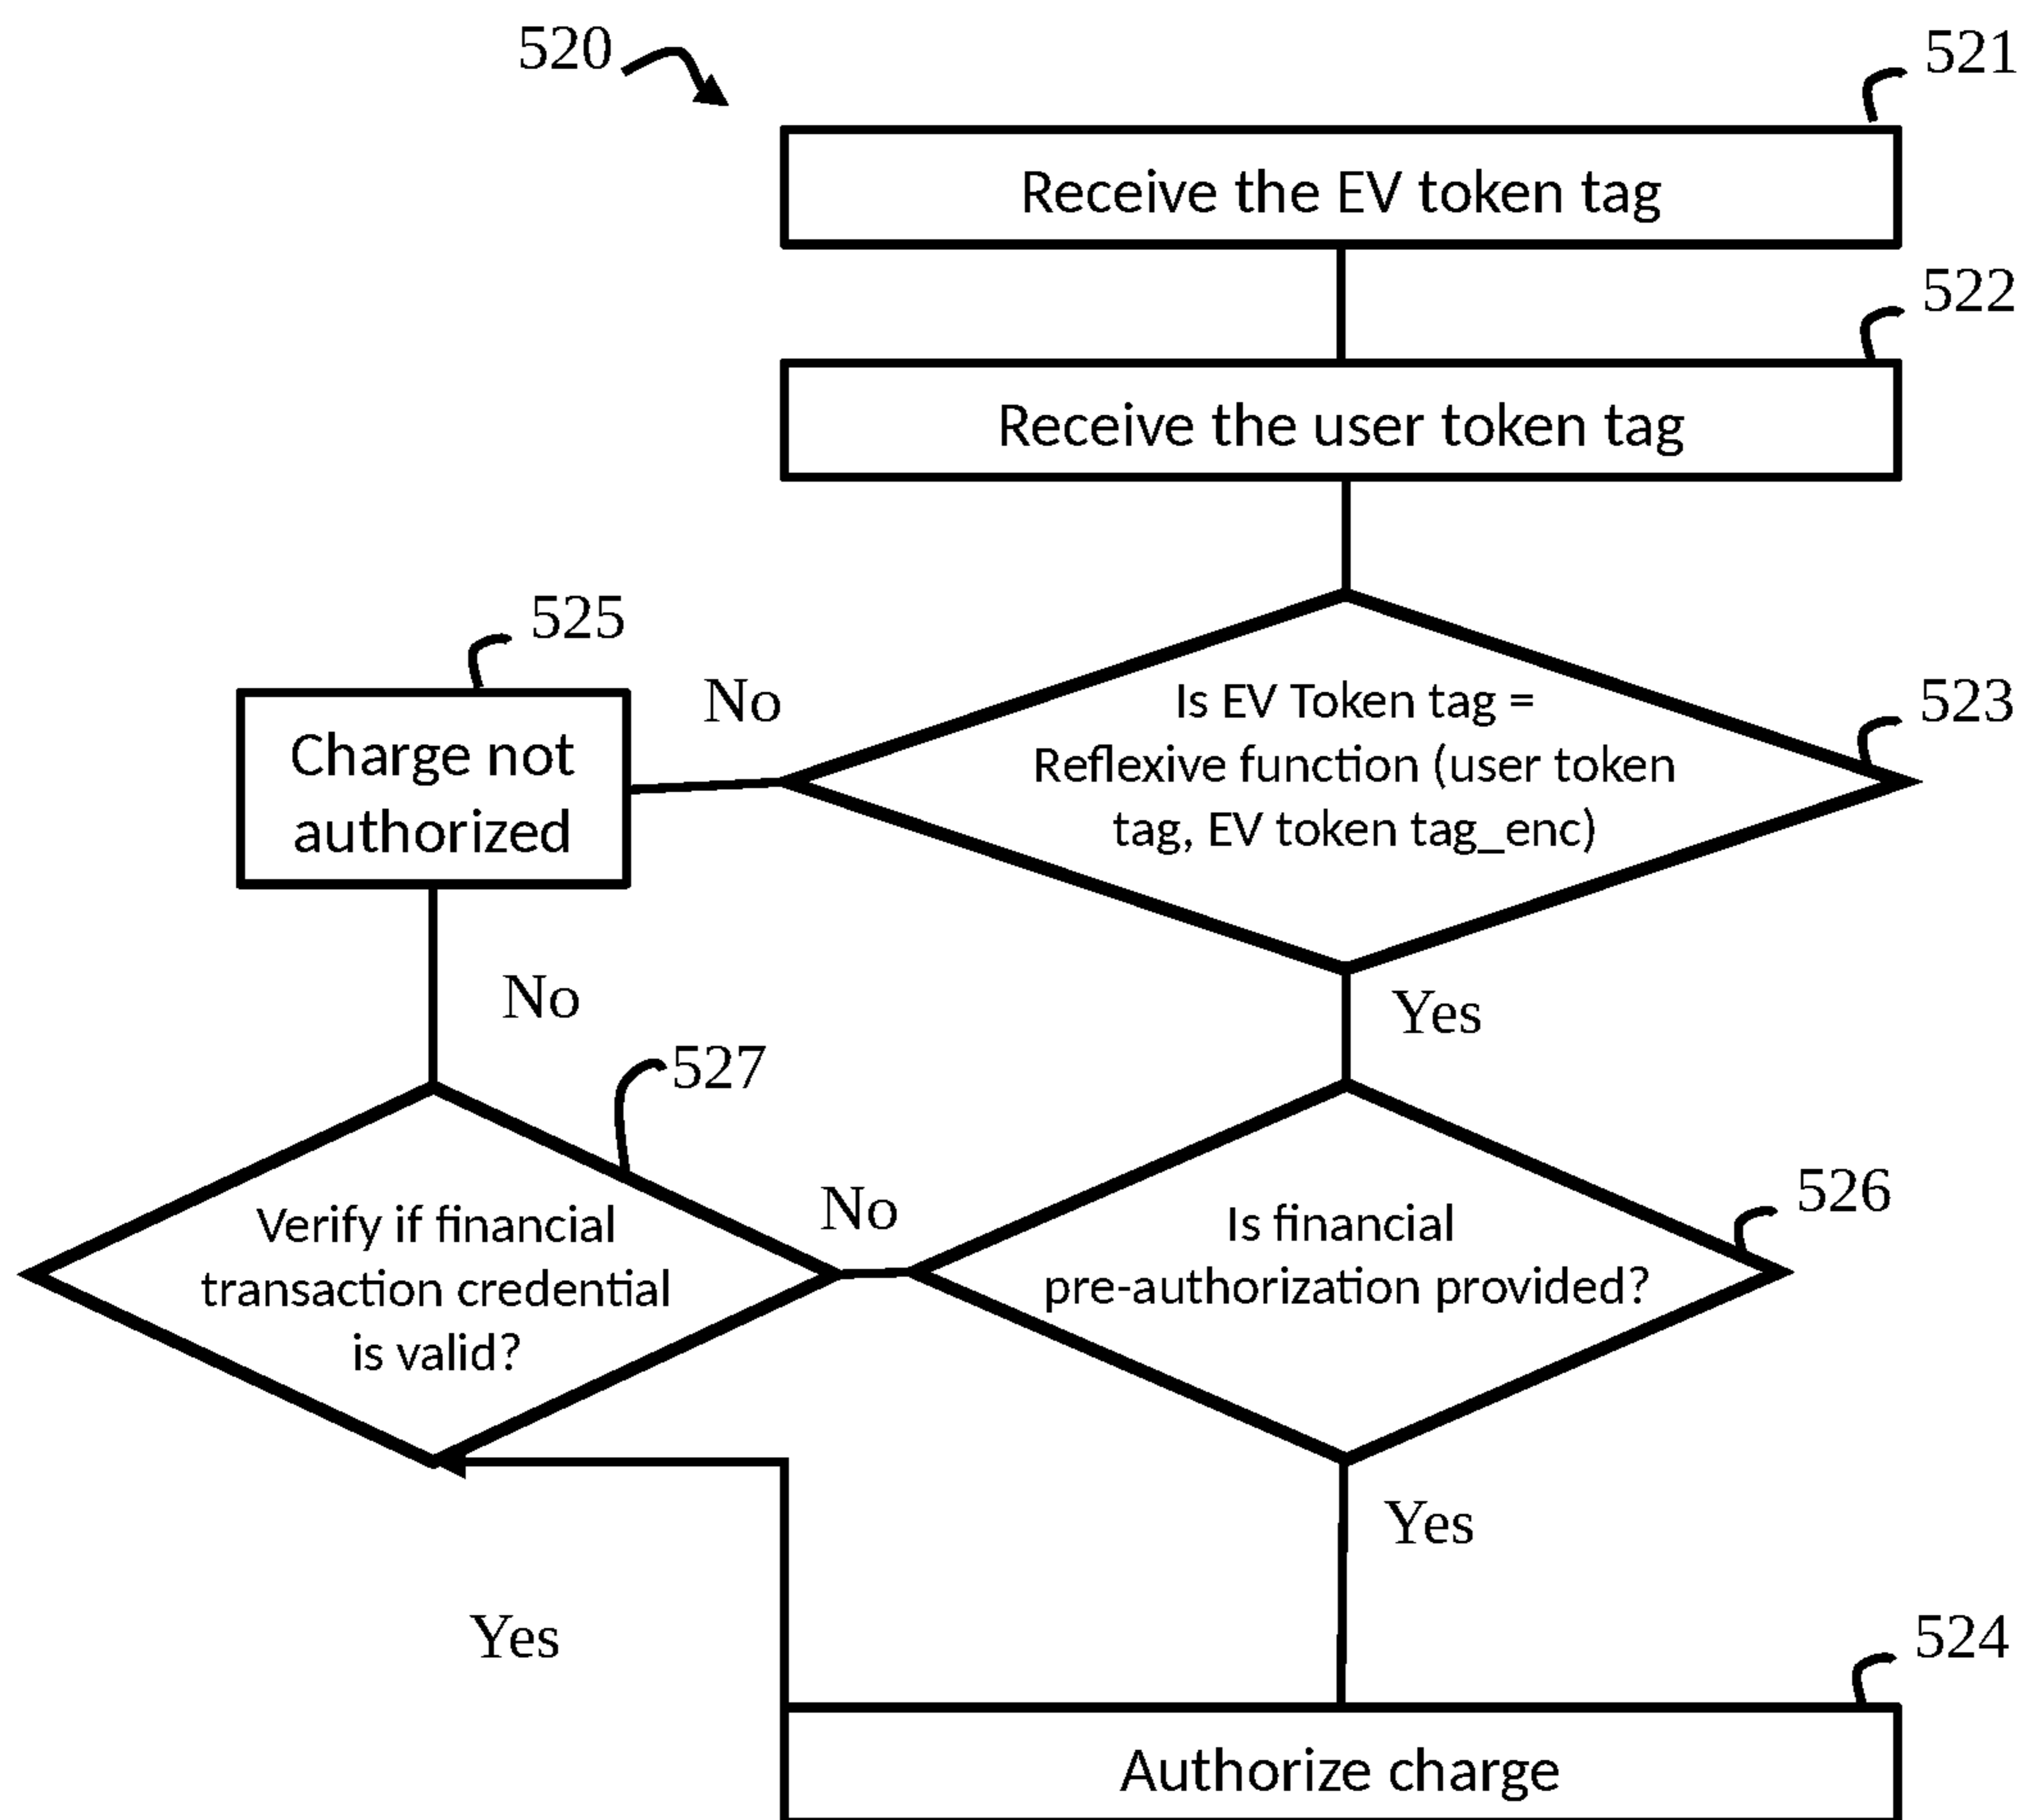 520
521
Receive the EV token tag
522
Receive the user token tag
525
Charge not
authorized
No
523
Is EV Token tag =
Reflexive function (user token
tag, EV token tag_enc)
No
Yes
527
Verify if financial
transaction credential
is valid?
No
526
Is financial
pre-authorization provided?
Yes
Yes
524
Authorize charge